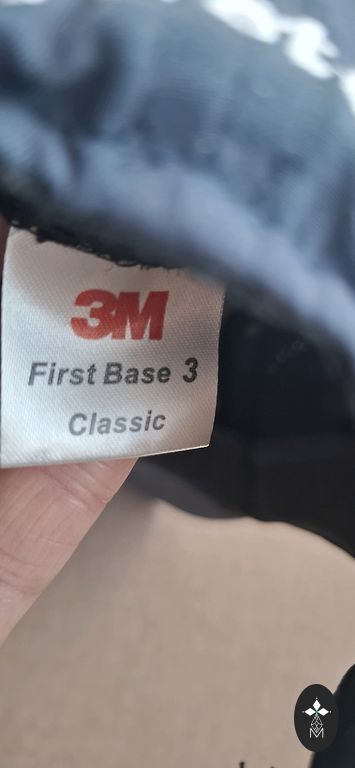 3M
First Base 3
Classic
M